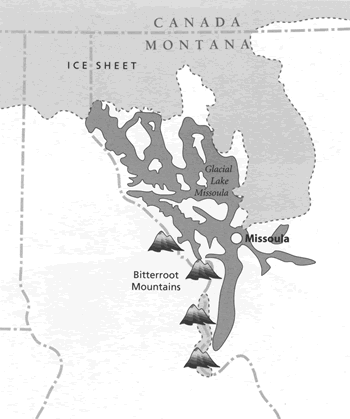 CANADA
MONTANA
ICE SHEET
Glacial
Lake
Missoula
Missoula
Bitterroot
Mountains